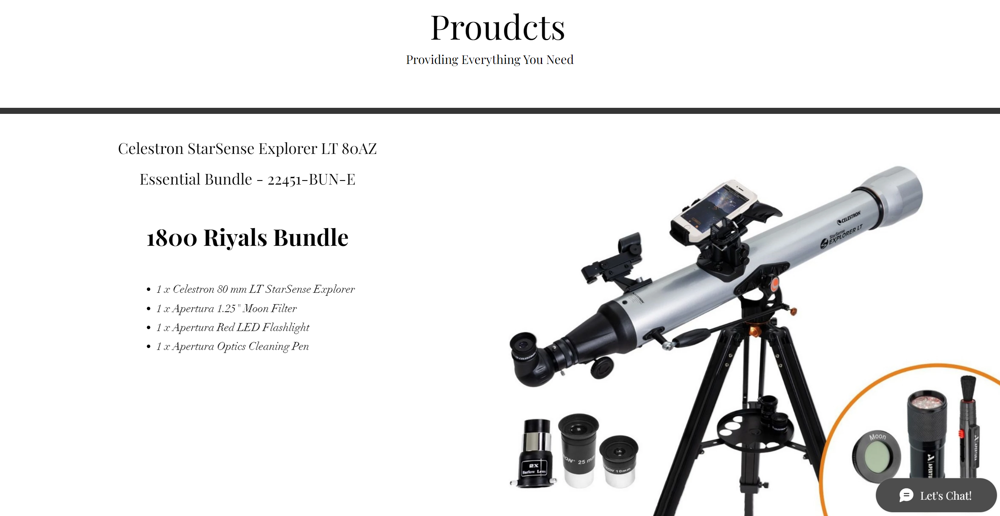 Proudcts
Providing Everything You Need
Celestron StarSense Explorer LT 80AZ
Essential Bundle - 22451-BUN-E
1800 Riyals Bundle
1 x Celestron 80 mm LT StarSense Explorer
1 x Apertura 1.25" Moon Filter
1 x Apertura Red LED Flashlight
1 x Apertura Optics Cleaning Pen
CELESTRON
StarSense
EXPLORER LT
CELESTRON
2X
Barlow Lens
25 mm
10mm
Moon
APERTURA
Let's Chat!